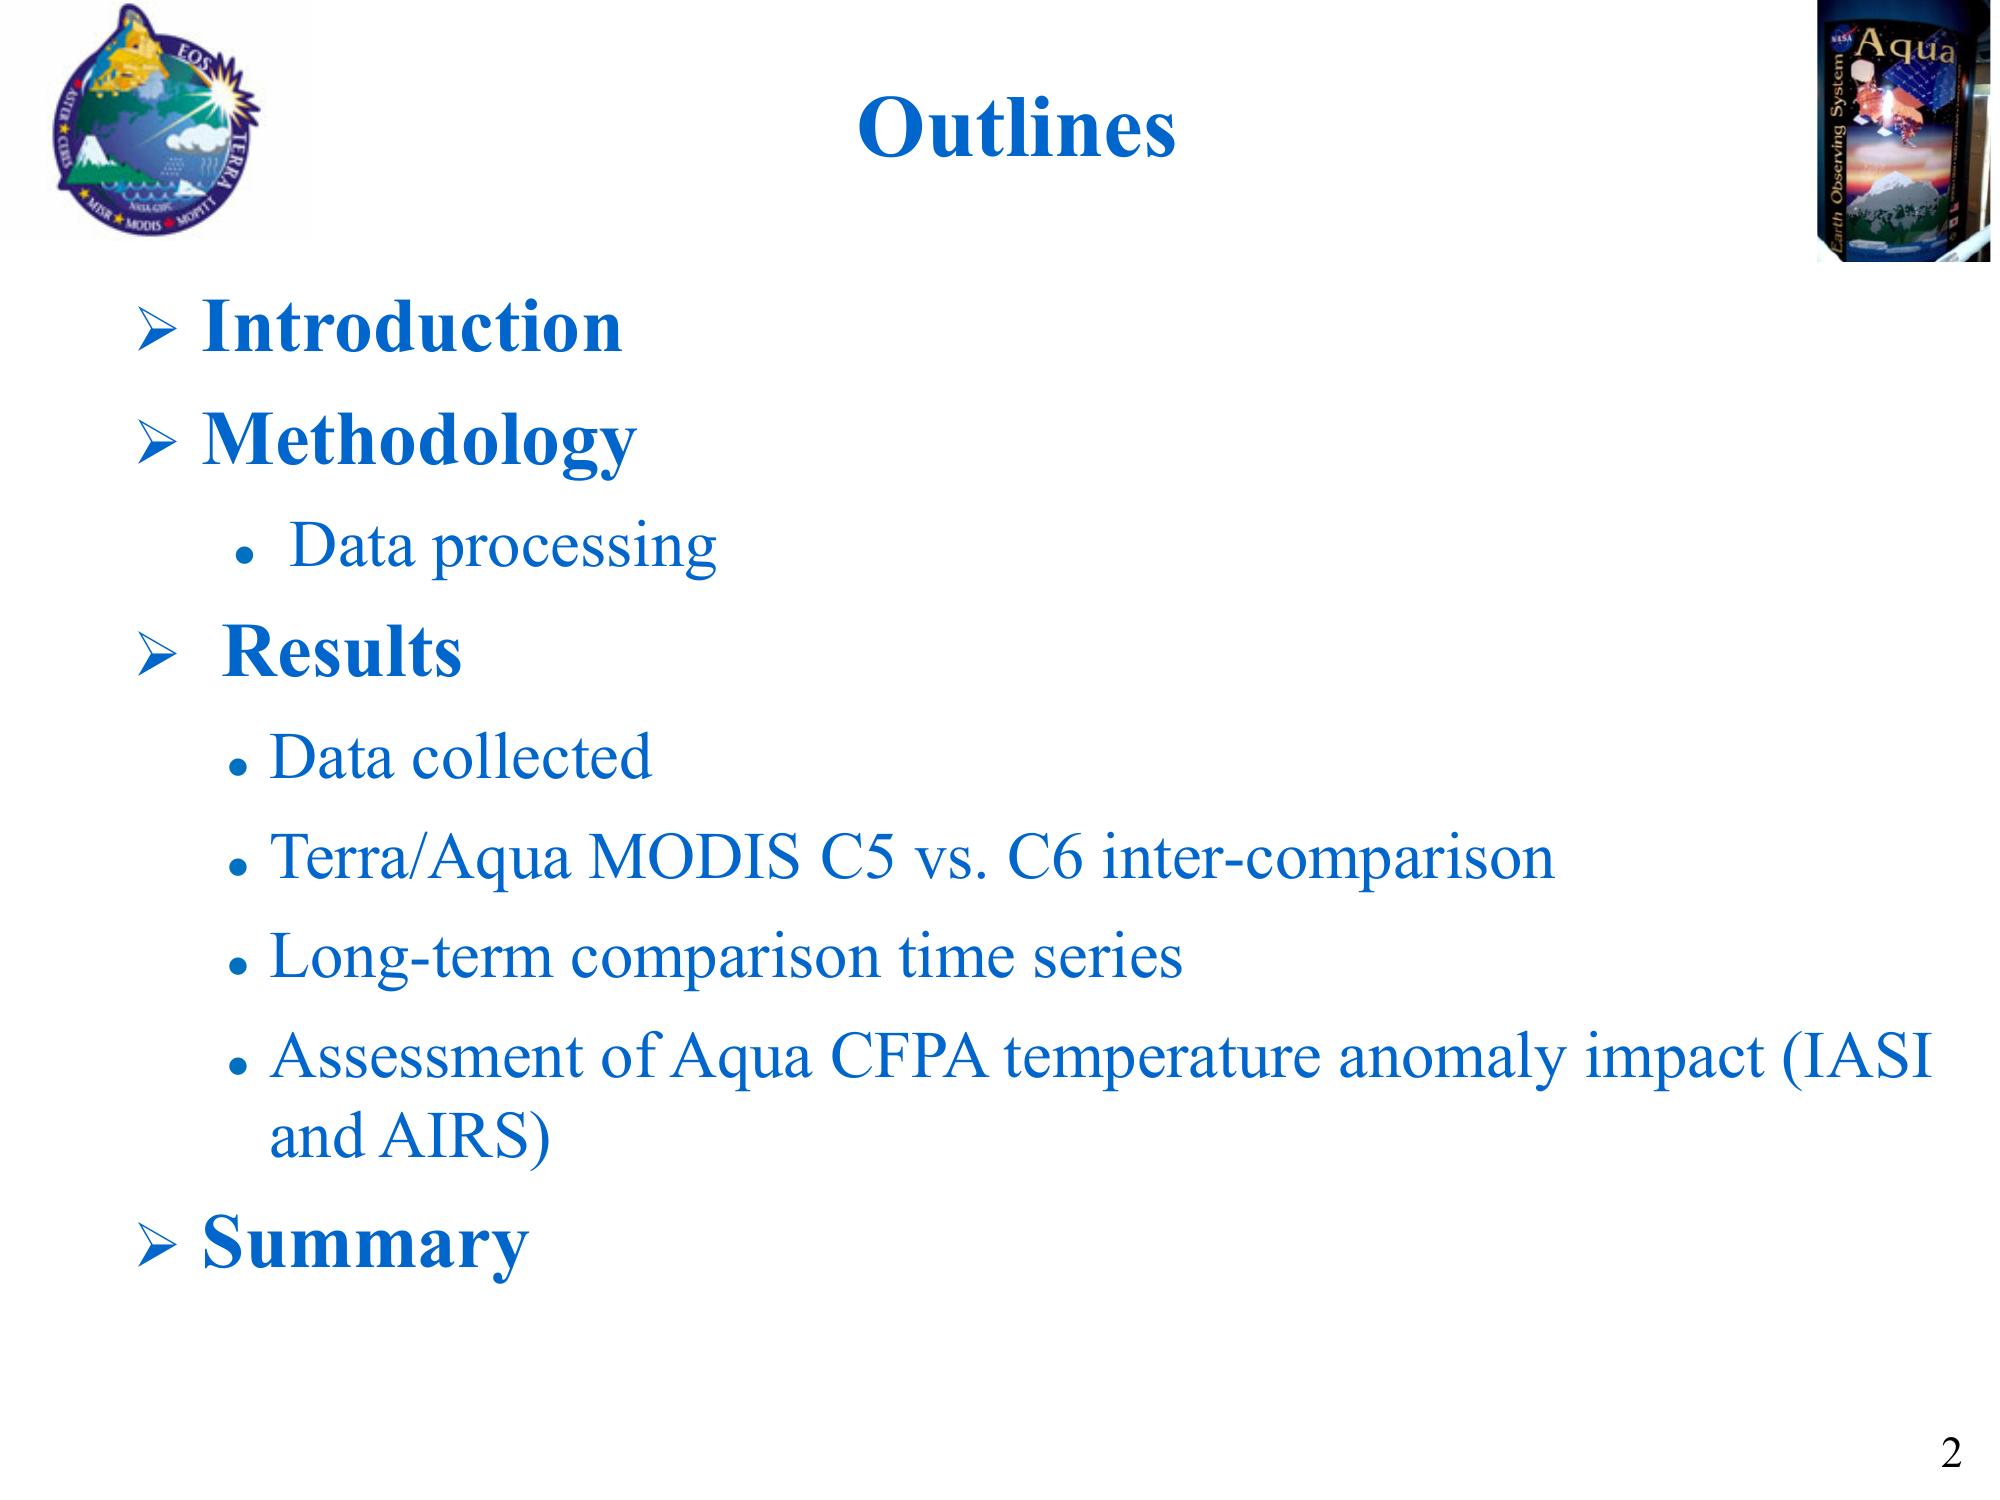 EOS
TERRA
ASTER CERES
MISR MODIS MOPITT
NASA GSFC
NASA
Aqua
Earth Observing System
Outlines
➢ Introduction
➢ Methodology
● Data processing
➢ Results
● Data collected
● Terra/Aqua MODIS C5 vs. C6 inter-comparison
● Long-term comparison time series
● Assessment of Aqua CFPA temperature anomaly impact (IASI
and AIRS)
➢ Summary
2